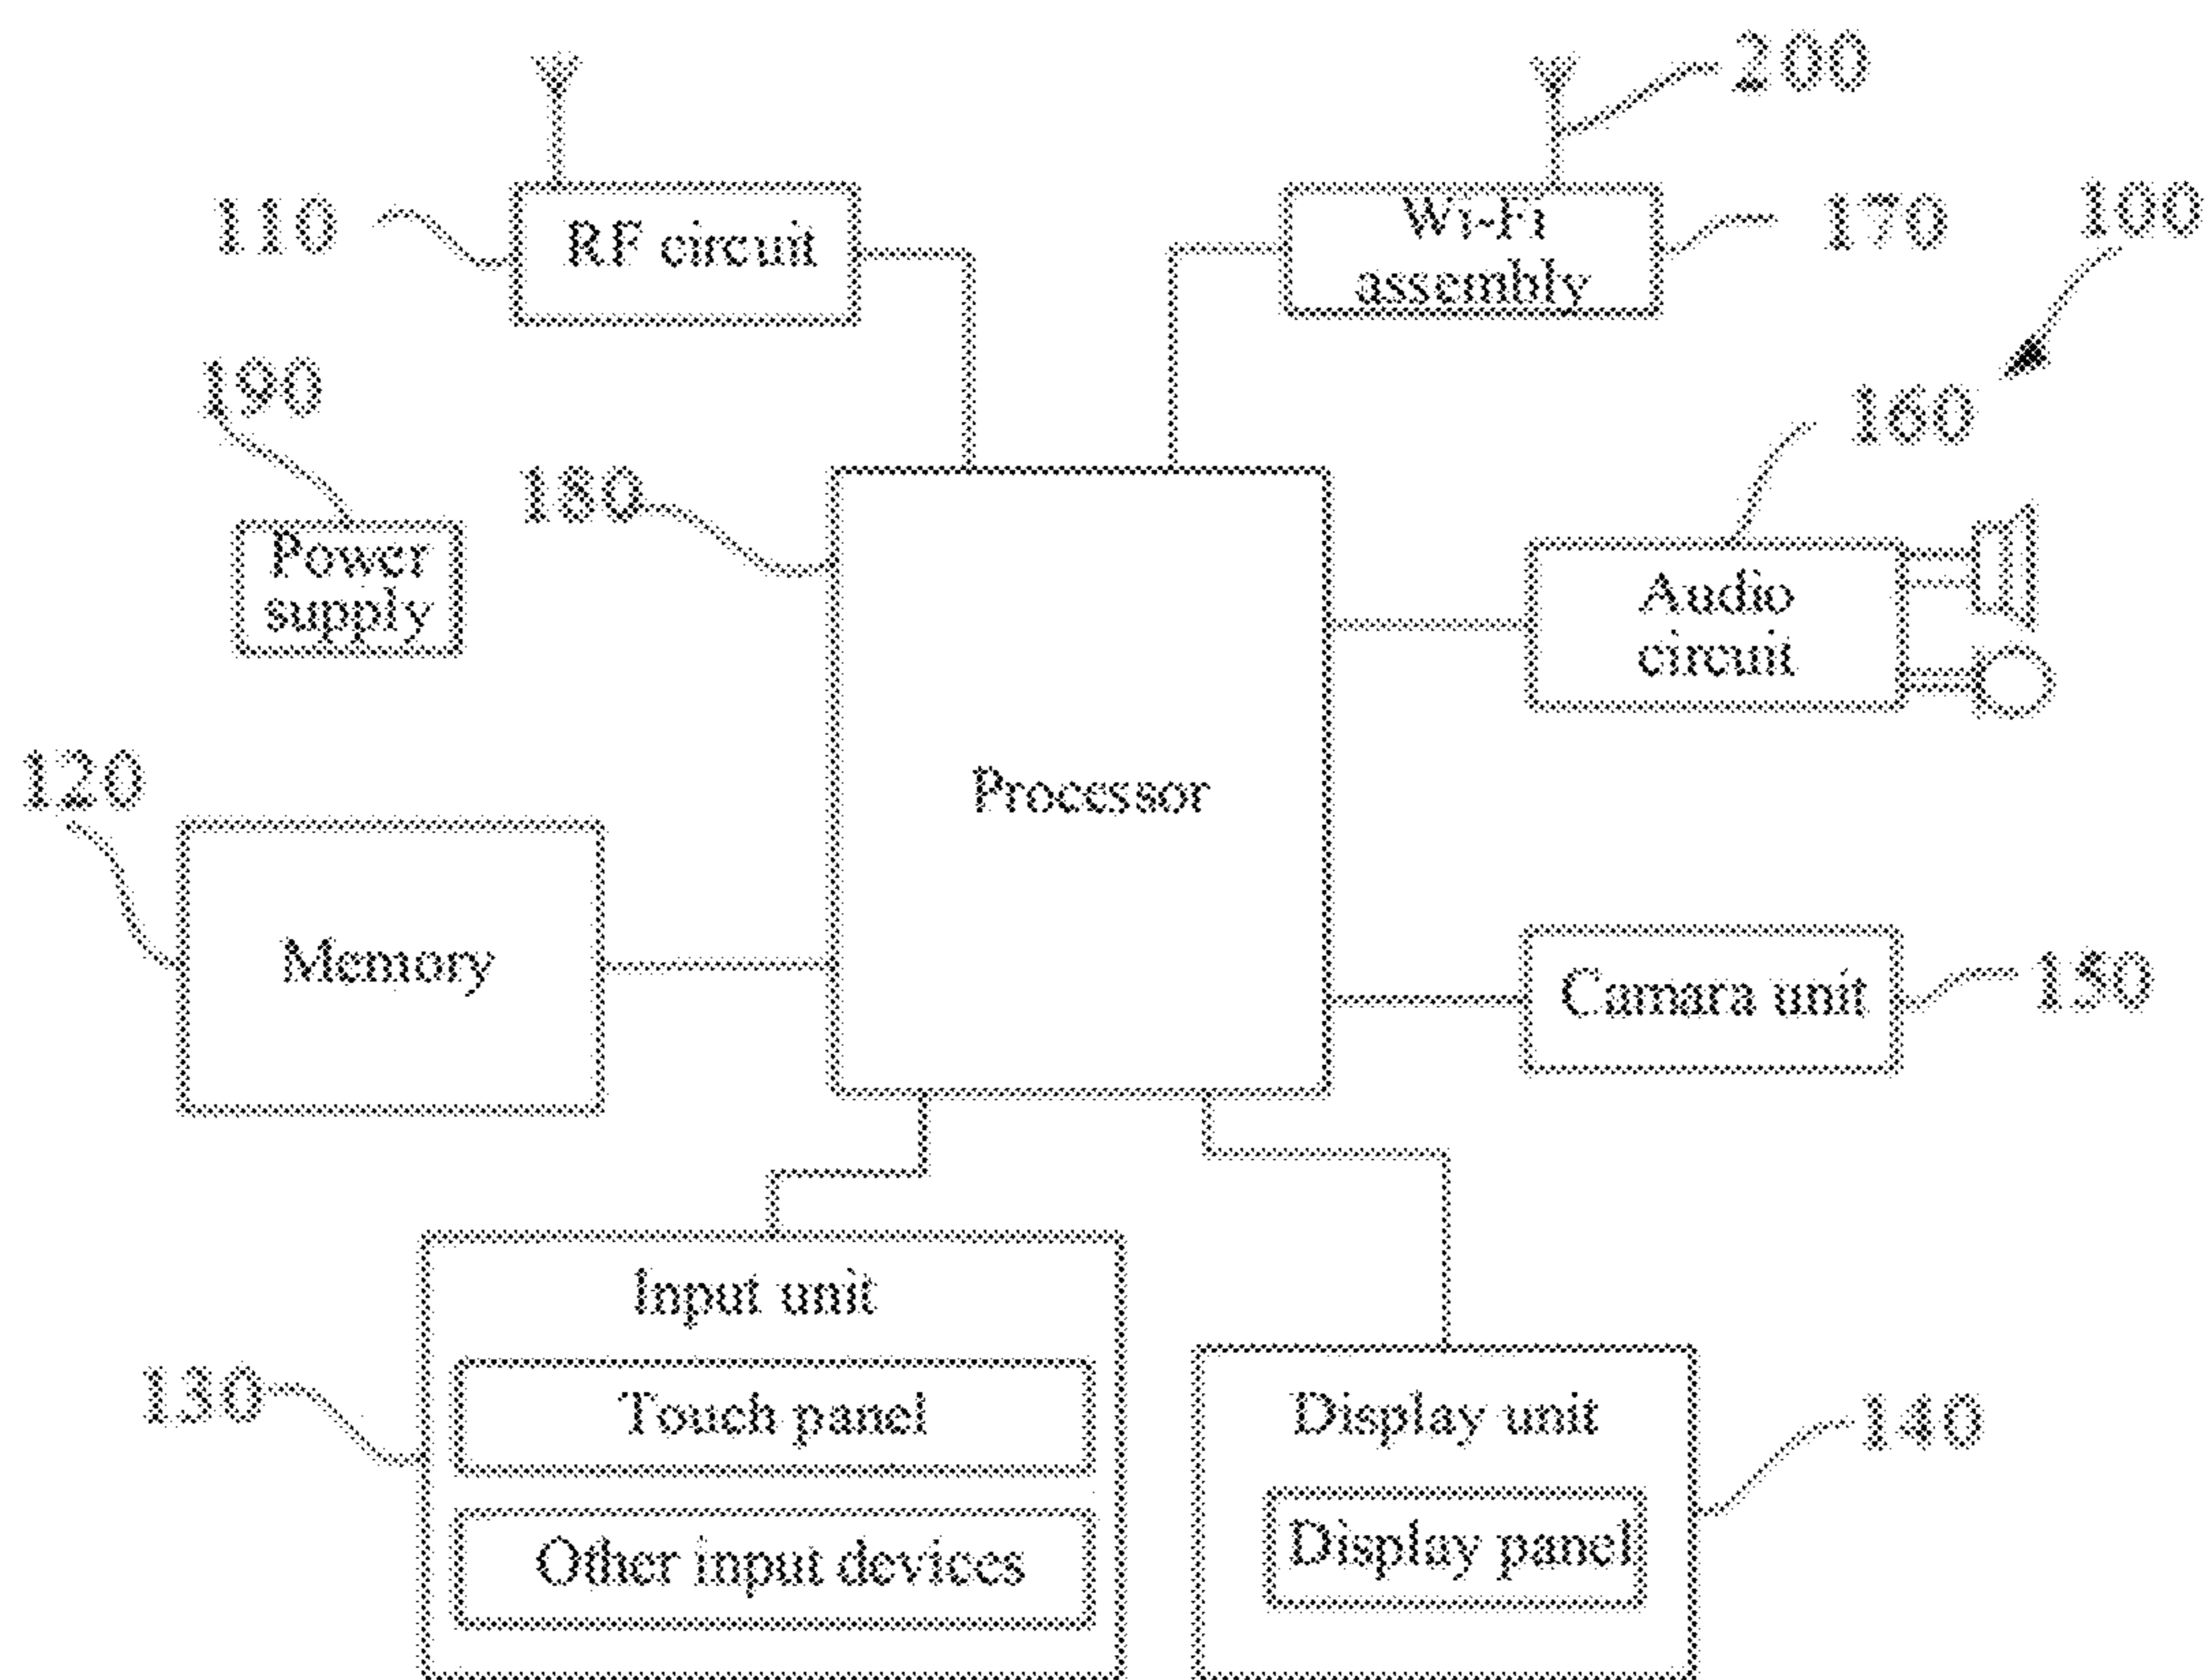 200
110
RF circuit
Wi-Fi
assembly
170
100
190
160
180
Power
supply
Audio
circuit
120
Processor
Memory
Camara unit
150
Input unit
130
Touch panel
Display unit
140
Other input devices
Display panel